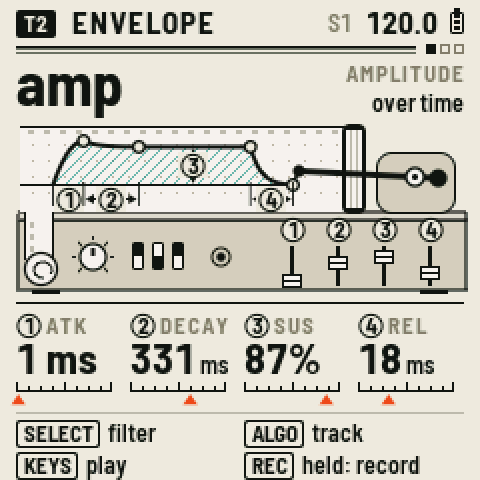 T2 ENVELOPE S1 120.0
amp AMPLITUDE
over time
3
1 2 4
1 2 3 4
1 ATK 2 DECAY 3 SUS 4 REL
1 ms 331 ms 87% 18 ms
SELECT filter ALGO track
KEYS play REC held: record